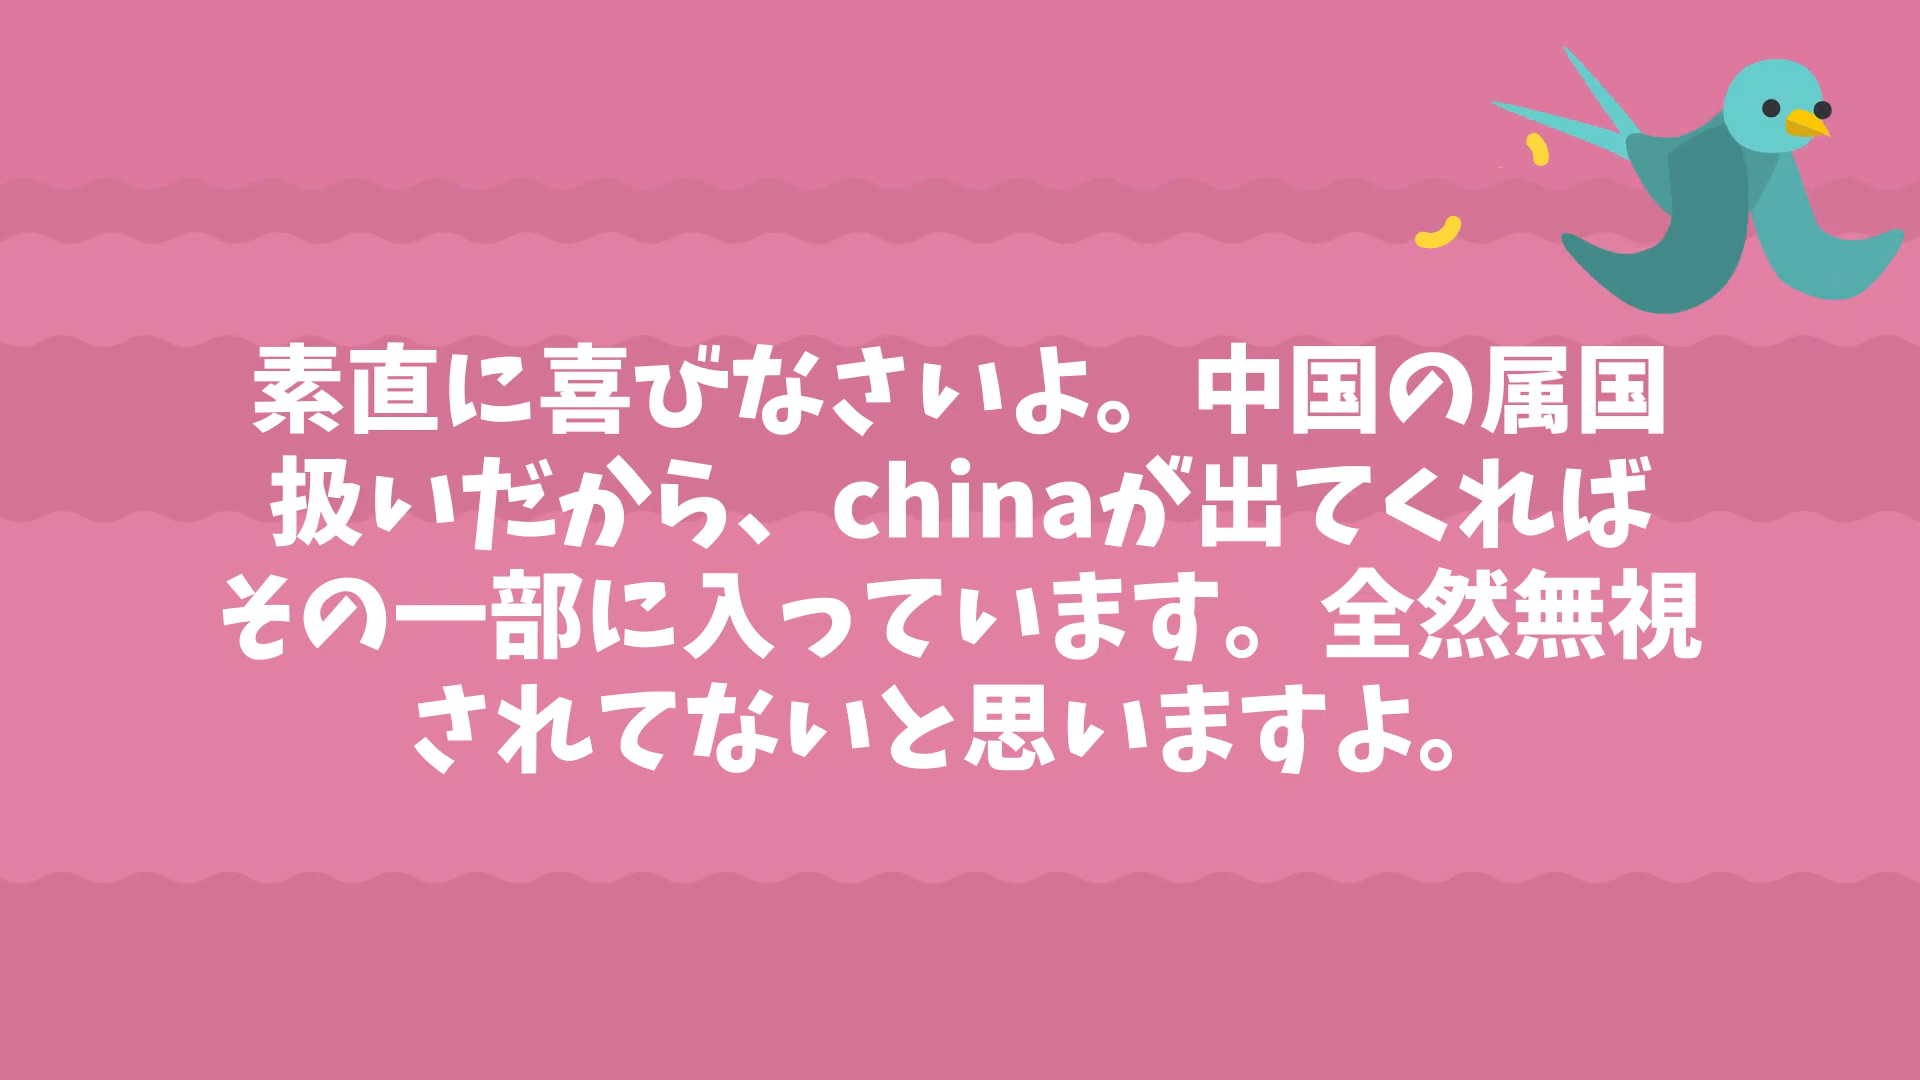 素直に喜びなさいよ。中国の属国
扱いだから、chinaが出てくれば
その一部に入っています。全然無視
されてないと思いますよ。